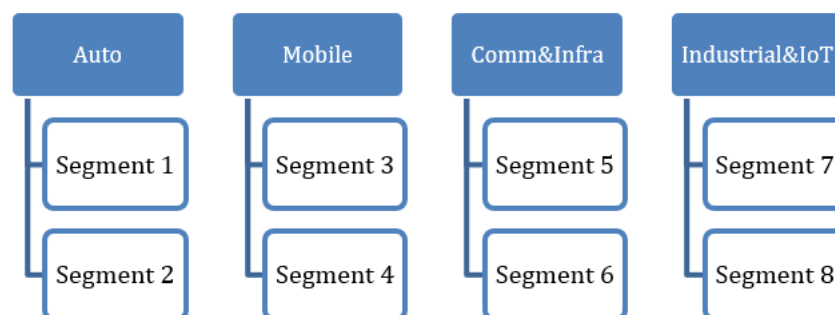 Auto
Segment 1
Segment 2
Mobile
Segment 3
Segment 4
Comm&Infra
Segment 5
Segment 6
Industrial&IoT
Segment 7
Segment 8